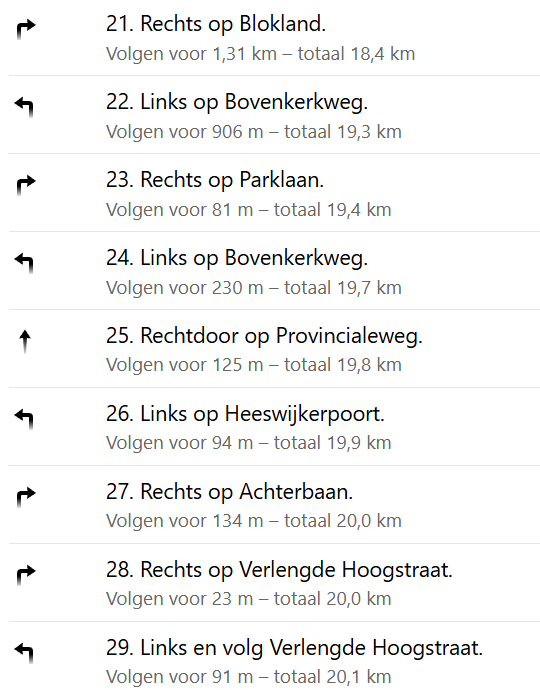 21. Rechts op Blokland.
Volgen voor 1,31 km – totaal 18,4 km
22. Links op Bovenkerkweg.
Volgen voor 906 m – totaal 19,3 km
23. Rechts op Parklaan.
Volgen voor 81 m – totaal 19,4 km
24. Links op Bovenkerkweg.
Volgen voor 230 m – totaal 19,7 km
25. Rechtdoor op Provincialeweg.
Volgen voor 125 m – totaal 19,8 km
26. Links op Heeswijkerpoort.
Volgen voor 94 m – totaal 19,9 km
27. Rechts op Achterbaan.
Volgen voor 134 m – totaal 20,0 km
28. Rechts op Verlengde Hoogstraat.
Volgen voor 23 m – totaal 20,0 km
29. Links en volg Verlengde Hoogstraat.
Volgen voor 91 m – totaal 20,1 km